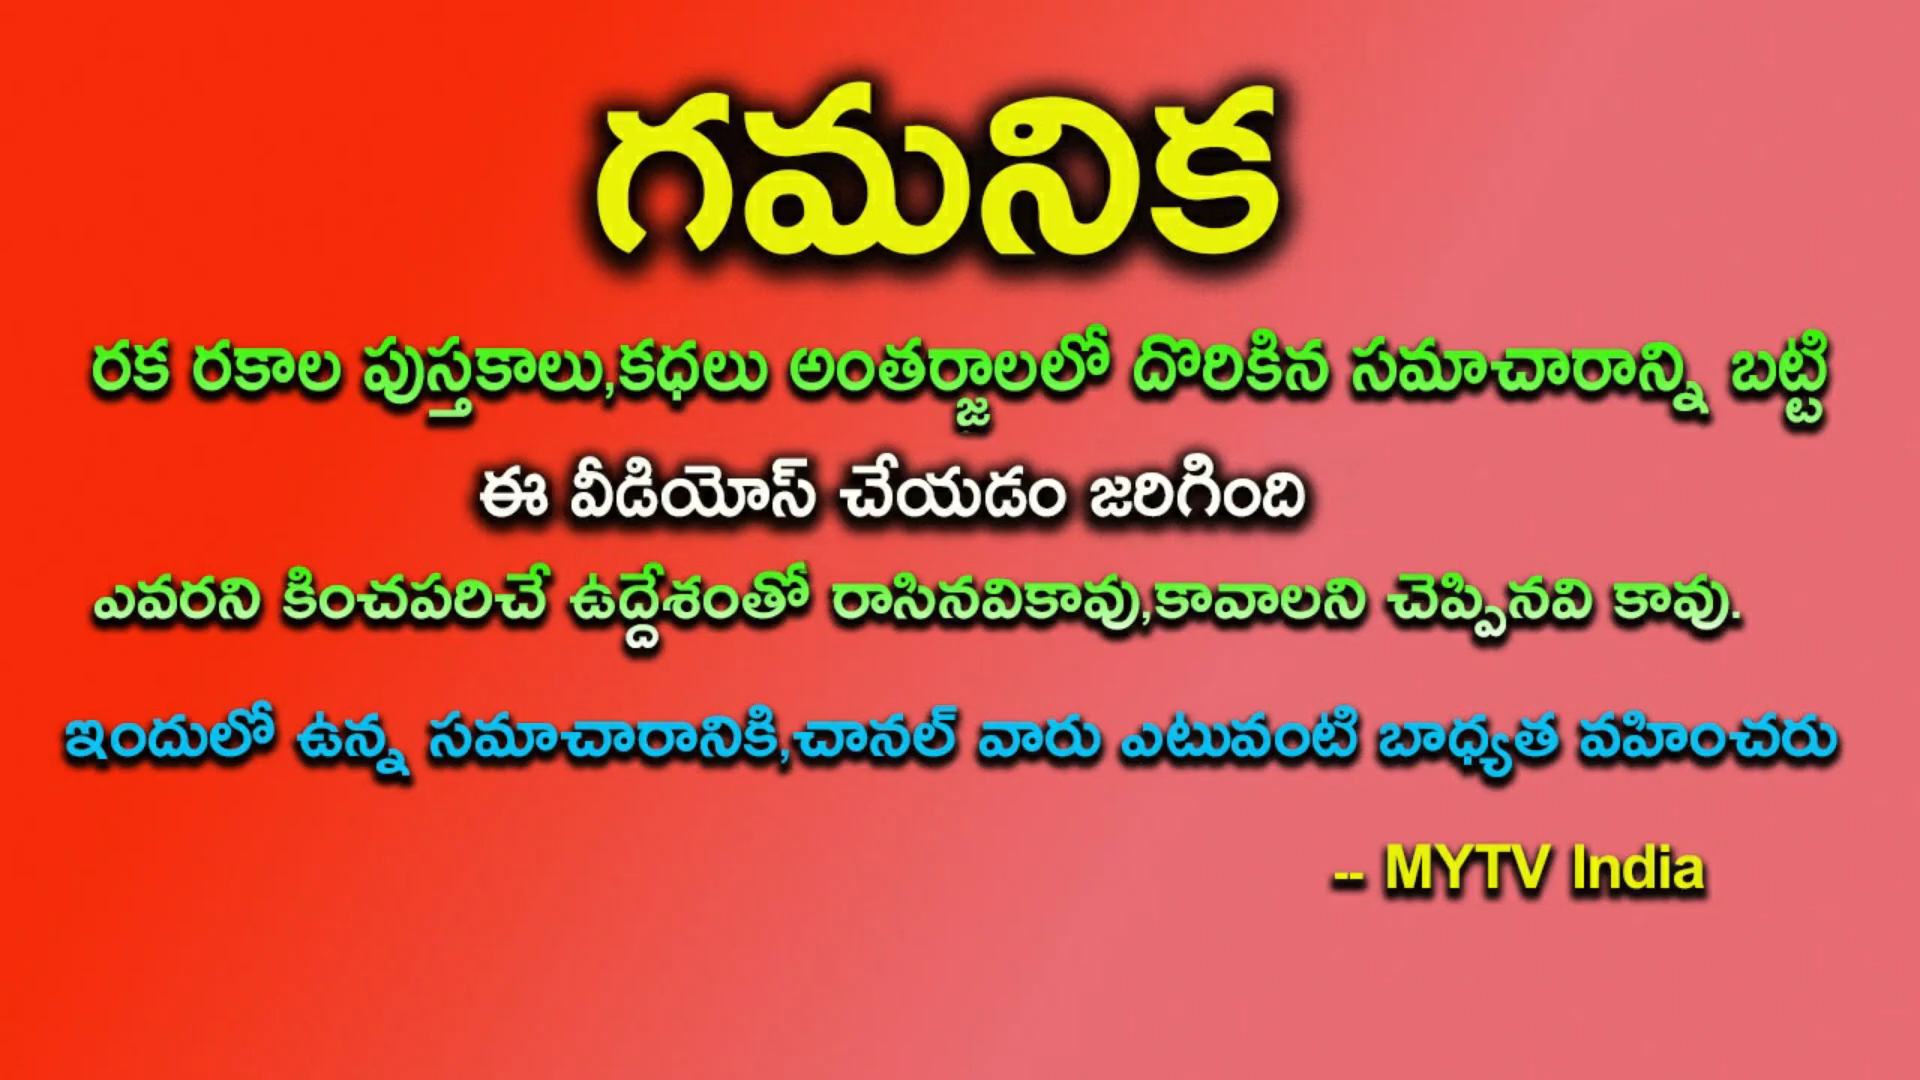 గమనిక
రక రకాల పుస్తకాలు,కథలు అంతర్జాలలో దొరికిన సమాచారాన్ని బట్టి
ఈ వీడియోస్ చేయడం జరిగింది
ఎవరని కించపరిచే ఉద్దేశంతో రాసినవికావు,కావాలని చెప్పినవి కావు.
ఇందులో ఉన్న సమాచారానికి,చానల్ వారు ఎటువంటి బాధ్యత వహించరు
-- MYTV India